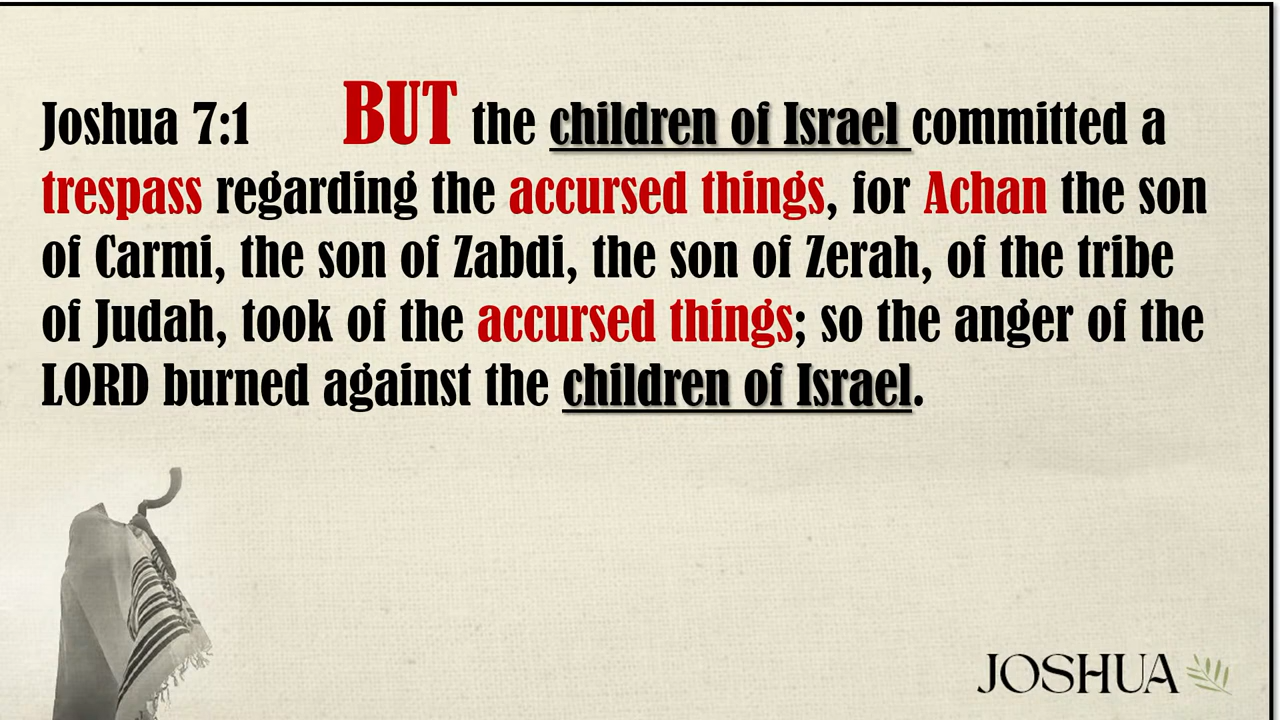 Joshua 7:1 BUT the children of Israel committed a
trespass regarding the accursed things, for Achan the son
of Carmi, the son of Zabdi, the son of Zerah, of the tribe
of Judah, took of the accursed things; so the anger of the
LORD burned against the children of Israel.
JOSHUA